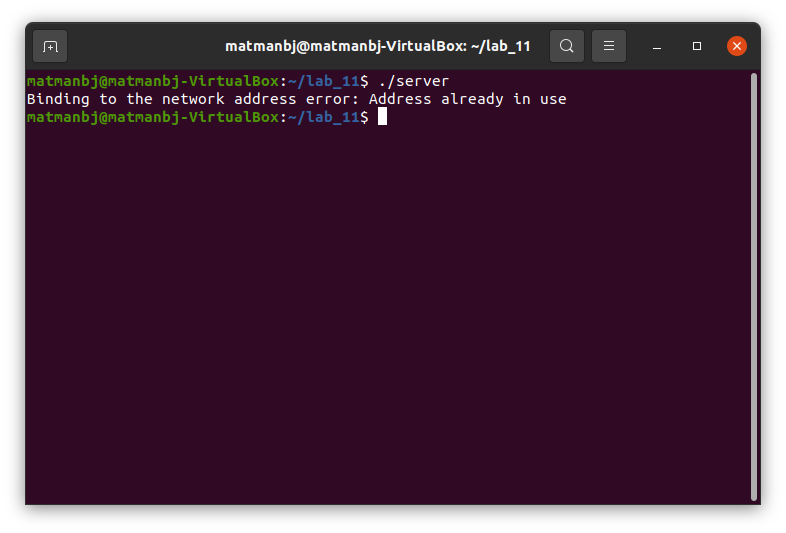 matmanbj@matmanbj-VirtualBox: ~/lab_11
matmanbj@matmanbj-VirtualBox:~/lab_11$ ./server
Binding to the network address error: Address already in use
matmanbj@matmanbj-VirtualBox:~/lab_11$